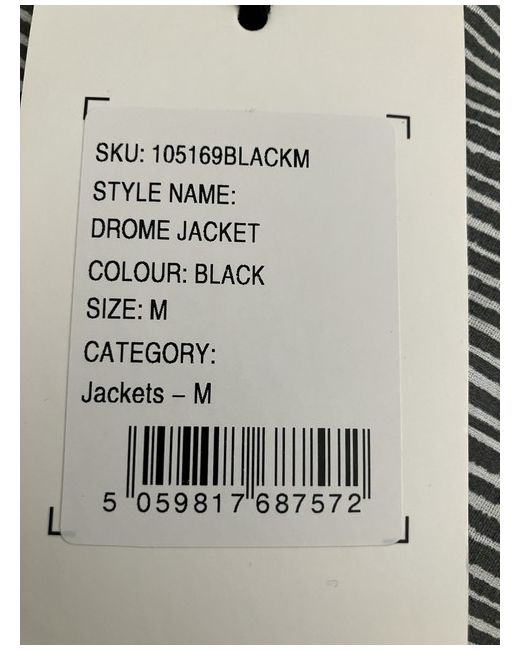 SKU: 105169BLACKM
STYLE NAME:
DROME JACKET
COLOUR: BLACK
SIZE: M
CATEGORY:
Jackets – M
5 059817 687572